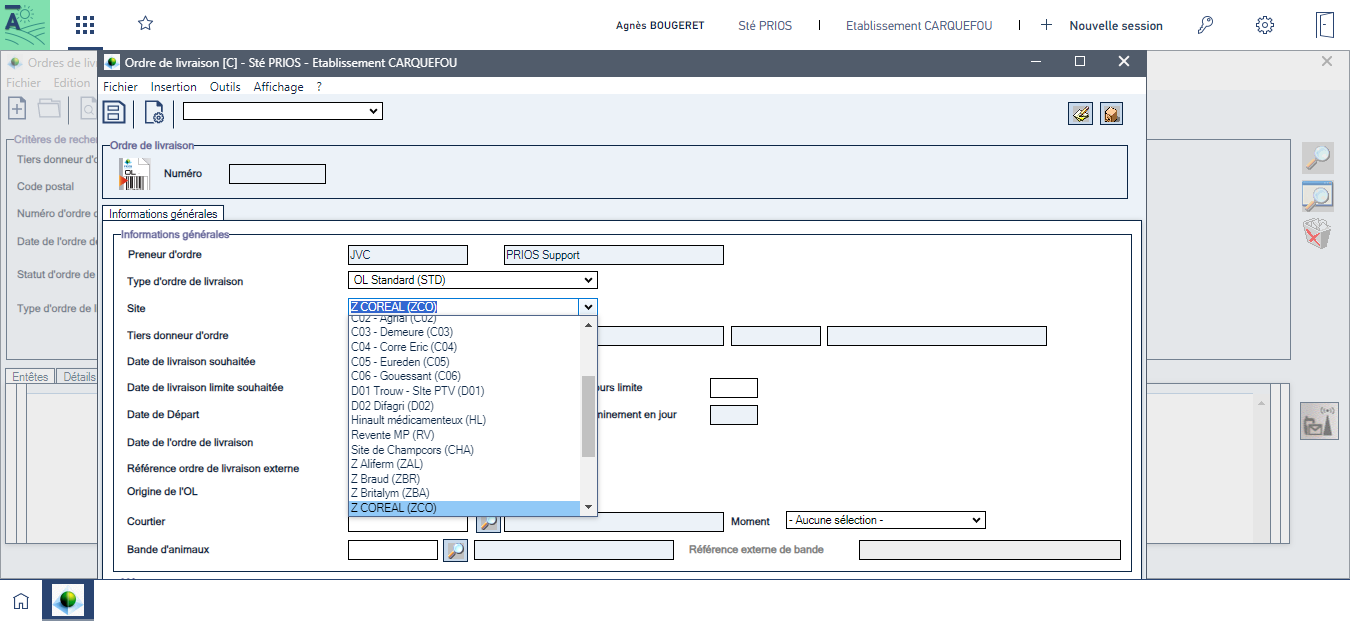 Agnès BOUGERET Sté PRIOS | Etablissement CARQUEFOU | + Nouvelle session
Ordres de liv
Ordre de livraison [C] - Sté PRIOS - Etablissement CARQUEFOU
Fichier Edition
Fichier Insertion Outils Affichage ?
Critères de reche
Tiers donneur d'o
Code postal
Numéro d'ordre d
Date de l'ordre de
Statut d'ordre de
Type d'ordre de l
Entêtes Détails
Ordre de livraison
OL
Numéro
Informations générales
Informations générales
Preneur d'ordre JVC PRIOS Support
Type d'ordre de livraison OL Standard (STD)
Site Z COREAL (ZCO)
C02 - Agrial (C02)
C03 - Demeure (C03)
C04 - Corre Eric (C04)
C05 - Eureden (C05)
C06 - Gouessant (C06)
D01 Trouw - SIte PTV (D01)
D02 Difagri (D02)
Hinault médicamenteux (HL)
Revente MP (RV)
Site de Champcors (CHA)
Z Aliferm (ZAL)
Z Braud (ZBR)
Z Britalym (ZBA)
Z COREAL (ZCO)
Tiers donneur d'ordre
Date de livraison souhaitée
Date de livraison limite souhaitée urs limite
Date de Départ minement en jour
Date de l'ordre de livraison
Référence ordre de livraison externe
Origine de l'OL
Courtier Moment - Aucune sélection -
Bande d'animaux Référence externe de bande